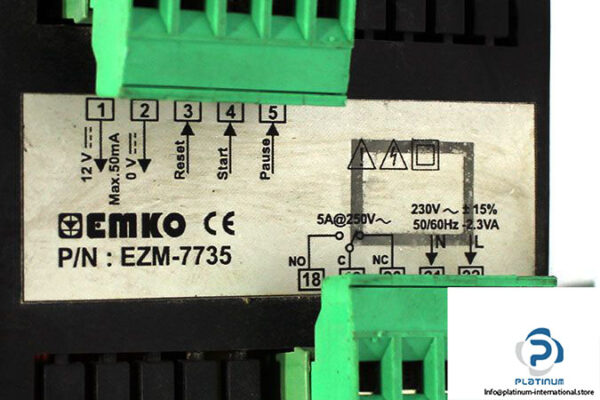 1 2 3 4 5
12 V
Max.50mA
0 V
Reset
Start
Pause
EMKO CE
P/N : EZM-7735
5A@250V~
230V ~ ± 15%
50/60Hz -2.3VA
NO C NC N L
18
PLATINUM
Info@platinum-international.store